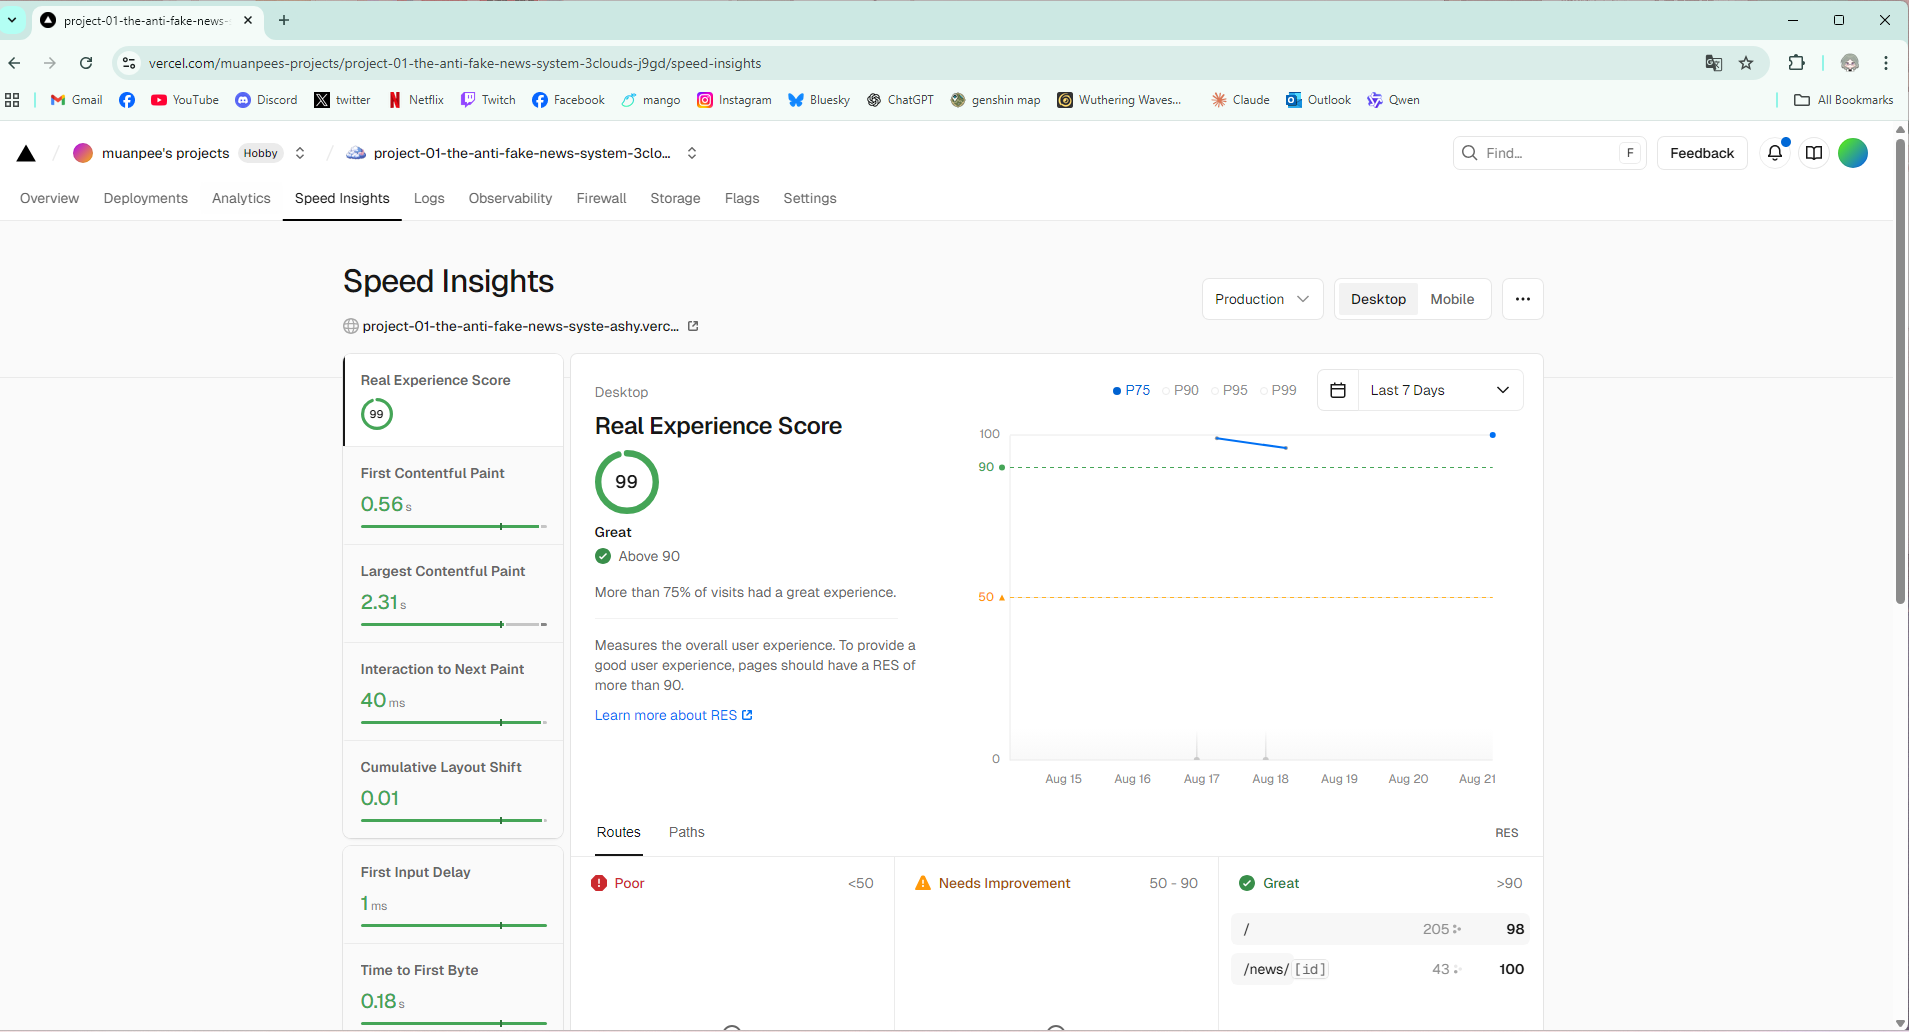 project-01-the-anti-fake-news-
vercel.com/muanpees-projects/project-01-the-anti-fake-news-system-3clouds-j9gd/speed-insights
Gmail YouTube Discord twitter Netflix Twitch Facebook mango Instagram Bluesky ChatGPT genshin map Wuthering Waves... Claude Outlook Qwen All Bookmarks
muanpee's projects Hobby project-01-the-anti-fake-news-system-3clo... Find... F Feedback
Overview Deployments Analytics Speed Insights Logs Observability Firewall Storage Flags Settings
Speed Insights
Production Desktop Mobile
project-01-the-anti-fake-news-syste-ashy.verc...
Real Experience Score
99
First Contentful Paint
0.56 s
Largest Contentful Paint
2.31 s
Interaction to Next Paint
40 ms
Cumulative Layout Shift
0.01
First Input Delay
1 ms
Time to First Byte
0.18 s
Desktop
P75 P90 P95 P99 Last 7 Days
Real Experience Score
99
Great
Above 90
More than 75% of visits had a great experience.
Measures the overall user experience. To provide a
good user experience, pages should have a RES of
more than 90.
Learn more about RES
100
90
50
0
Aug 15 Aug 16 Aug 17 Aug 18 Aug 19 Aug 20 Aug 21
Routes Paths RES
Poor <50 Needs Improvement 50 - 90 Great >90
/ 205 98
/news/[id] 43 100